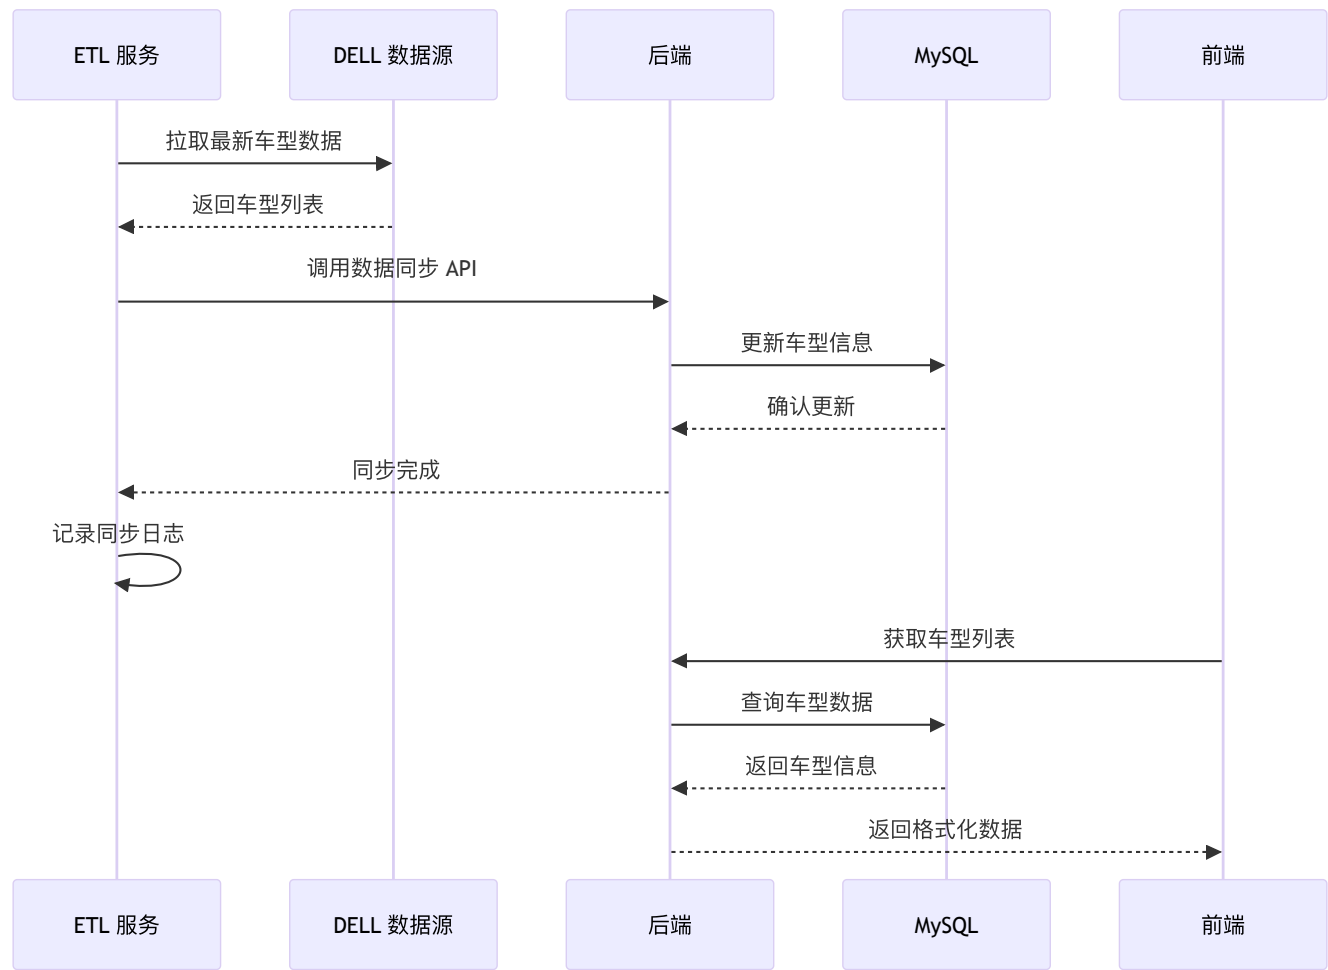 ETL 服务
DELL 数据源
后端
MySQL
前端
拉取最新车型数据
返回车型列表
调用数据同步 API
更新车型信息
确认更新
同步完成
记录同步日志
获取车型列表
查询车型数据
返回车型信息
返回格式化数据
ETL 服务
DELL 数据源
后端
MySQL
前端